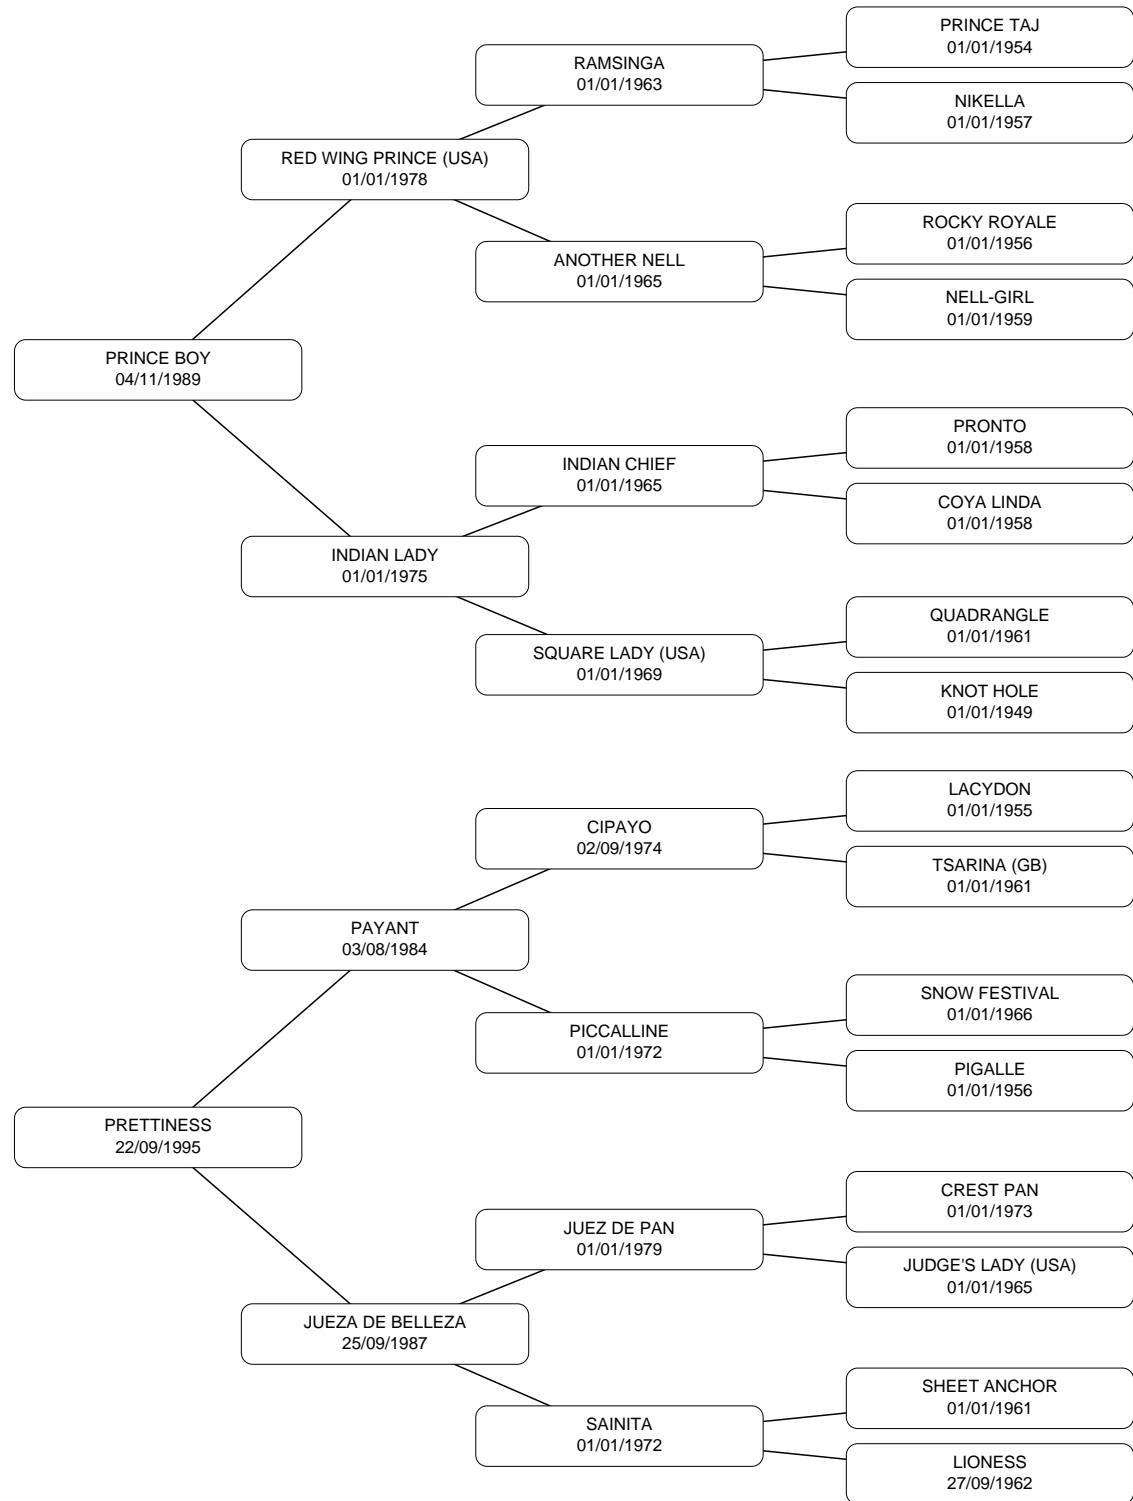 PRINCE TAJ
01/01/1954
RAMSINGA
01/01/1963
NIKELLA
01/01/1957
RED WING PRINCE (USA)
01/01/1978
ROCKY ROYALE
01/01/1956
ANOTHER NELL
01/01/1965
NELL-GIRL
01/01/1959
PRINCE BOY
04/11/1989
PRONTO
01/01/1958
INDIAN CHIEF
01/01/1965
COYA LINDA
01/01/1958
INDIAN LADY
01/01/1975
QUADRANGLE
01/01/1961
SQUARE LADY (USA)
01/01/1969
KNOT HOLE
01/01/1949
LACYDON
01/01/1955
CIPAYO
02/09/1974
TSARINA (GB)
01/01/1961
PAYANT
03/08/1984
SNOW FESTIVAL
01/01/1966
PICCALLINE
01/01/1972
PIGALLE
01/01/1956
PRETTINESS
22/09/1995
CREST PAN
01/01/1973
JUEZ DE PAN
01/01/1979
JUDGE'S LADY (USA)
01/01/1965
JUEZA DE BELLEZA
25/09/1987
SHEET ANCHOR
01/01/1961
SAINITA
01/01/1972
LIONESS
27/09/1962